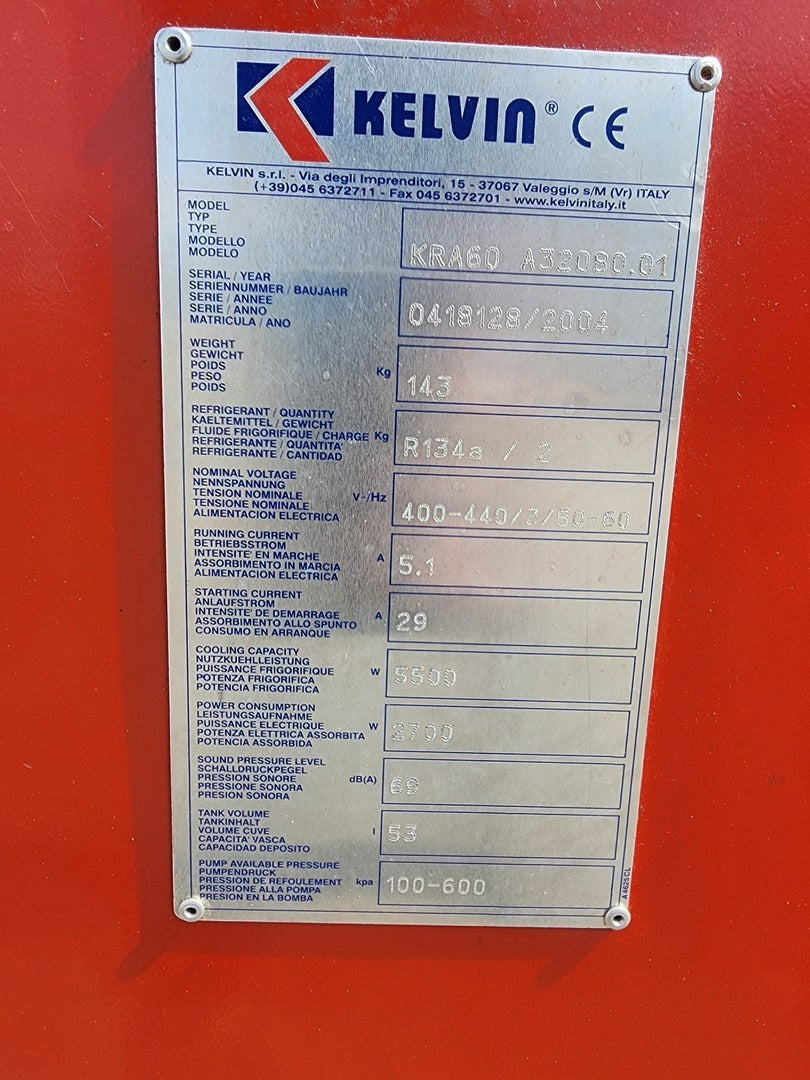 KELVIN® CE
KELVIN s.r.l. - Via degli Imprenditori, 15 - 37067 Valeggio s/M (Vr) ITALY
(+39)045 6372711 - Fax 045 6372701 - www.kelvinitaly.it
MODEL
TYP
TYPE
MODELLO
MODELO
KRA60 A32080.01
SERIAL / YEAR
SERIENNUMMER / BAUJAHR
SERIE / ANNEE
SERIE / ANNO
MATRICULA / ANO
0418128/2004
WEIGHT
GEWICHT
POIDS
PESO
POIDS
Kg
143
REFRIGERANT / QUANTITY
KAELTEMITTEL / GEWICHT
FLUIDE FRIGORIFIQUE / CHARGE Kg
REFRIGERANTE / QUANTITA'
REFRIGERANTE / CANTIDAD
R134a / 2
NOMINAL VOLTAGE
NENNSPANNUNG
TENSION NOMINALE
TENSIONE NOMINALE
ALIMENTACION ELECTRICA
V~/Hz
400-440/3/50-60
RUNNING CURRENT
BETRIEBSSTROM
INTENSITE' EN MARCHE
ASSORBIMENTO IN MARCIA
ALIMENTACION ELECTRICA
A
5.1
STARTING CURRENT
ANLAUFSTROM
INTENSITE' DE DEMARRAGE
ASSORBIMENTO ALLO SPUNTO
CONSUMO EN ARRANQUE
A
29
COOLING CAPACITY
NUTZKUEHLLEISTUNG
PUISSANCE FRIGORIFIQUE
POTENZA FRIGORIFICA
POTENCIA FRIGORIFICA
W
5500
POWER CONSUMPTION
LEISTUNGSAUFNAHME
PUISSANCE ELECTRIQUE
POTENZA ELETTRICA ASSORBITA
POTENCIA ASSORBIDA
W
2700
SOUND PRESSURE LEVEL
SCHALLDRUCKPEGEL
PRESSION SONORE
PRESSIONE SONORA
PRESION SONORA
dB(A)
69
TANK VOLUME
TANKINHALT
VOLUME CUVE
CAPACITA' VASCA
CAPACIDAD DEPOSITO
l
53
PUMP AVAILABLE PRESSURE
PUMPENDRUCK
PRESSION DE REFOULEMENT
PRESSIONE ALLA POMPA
PRESION EN LA BOMBA
kpa
100-600
A4625CL